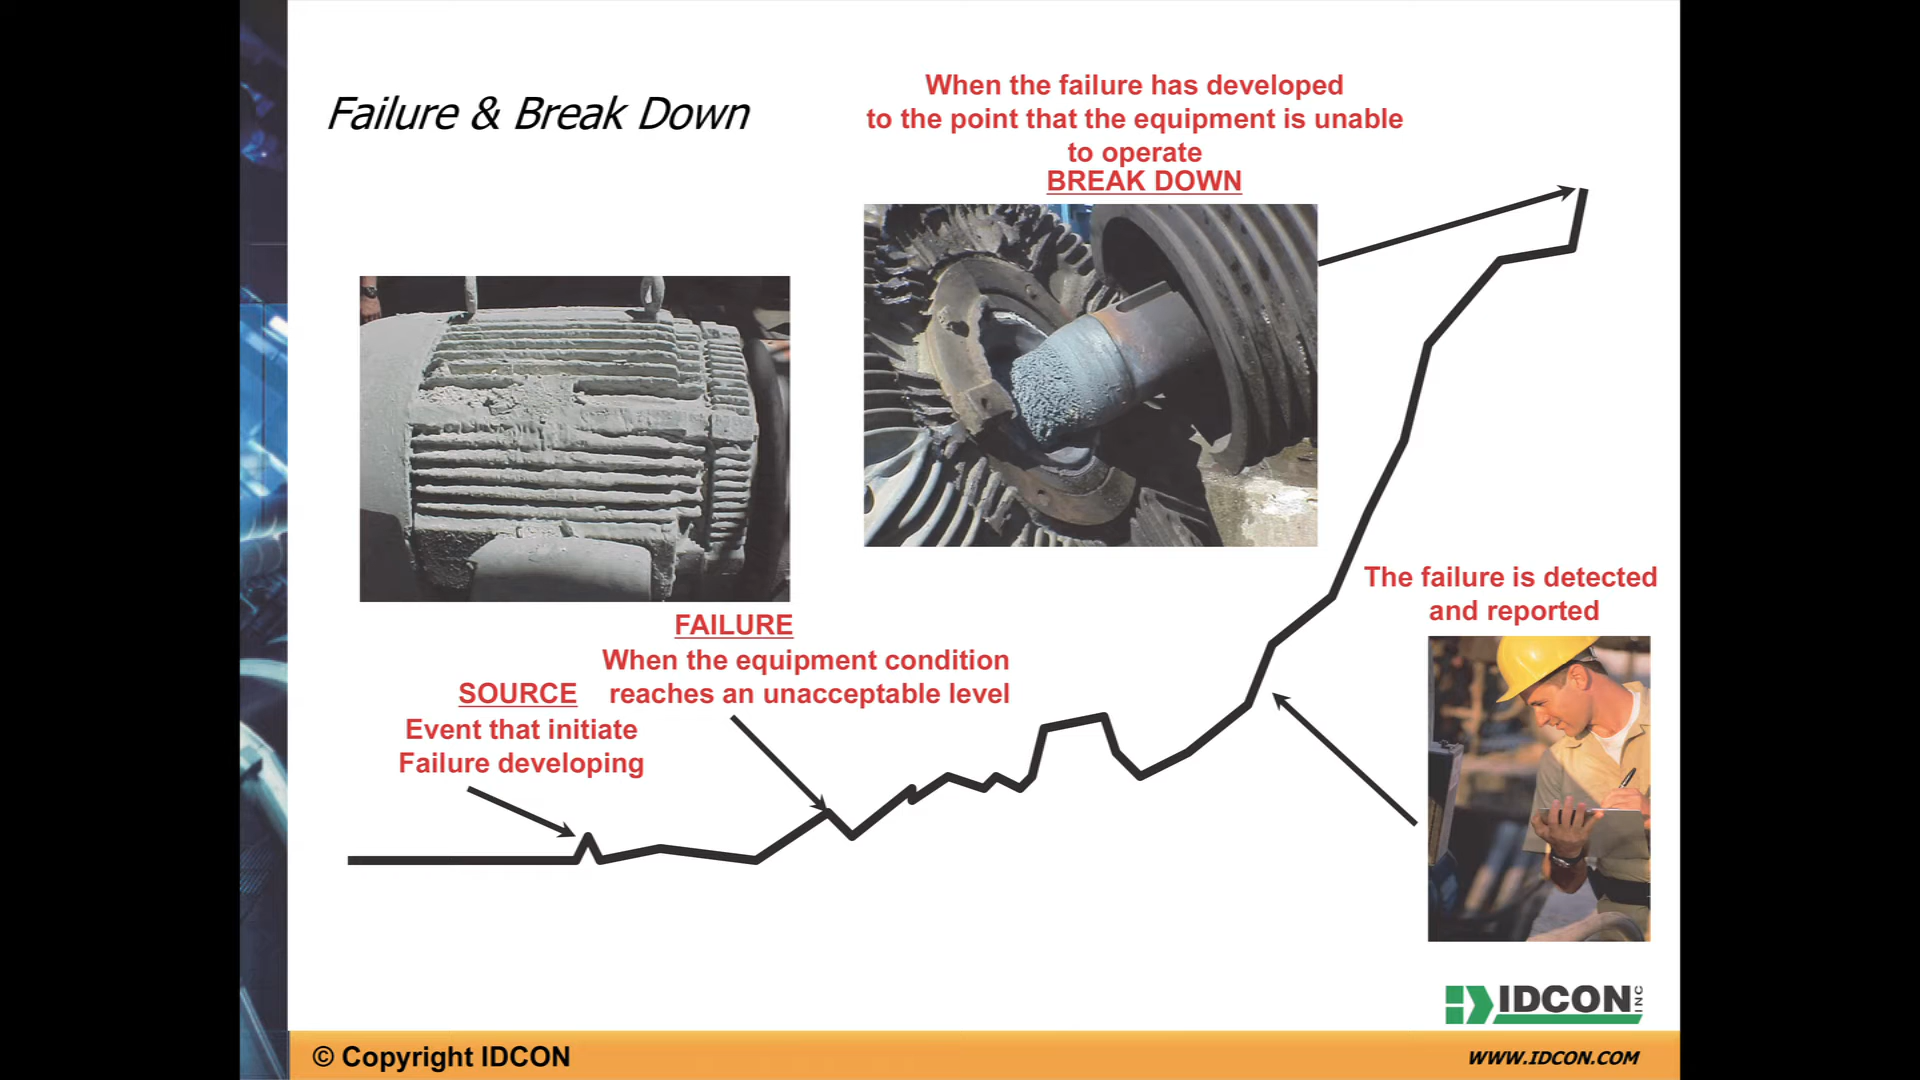 Failure & Break Down
When the failure has developed
to the point that the equipment is unable
to operate
BREAK DOWN
FAILURE
When the equipment condition
reaches an unacceptable level
SOURCE
Event that initiate
Failure developing
The failure is detected
and reported
IDCON INC
© Copyright IDCON
WWW.IDCON.COM